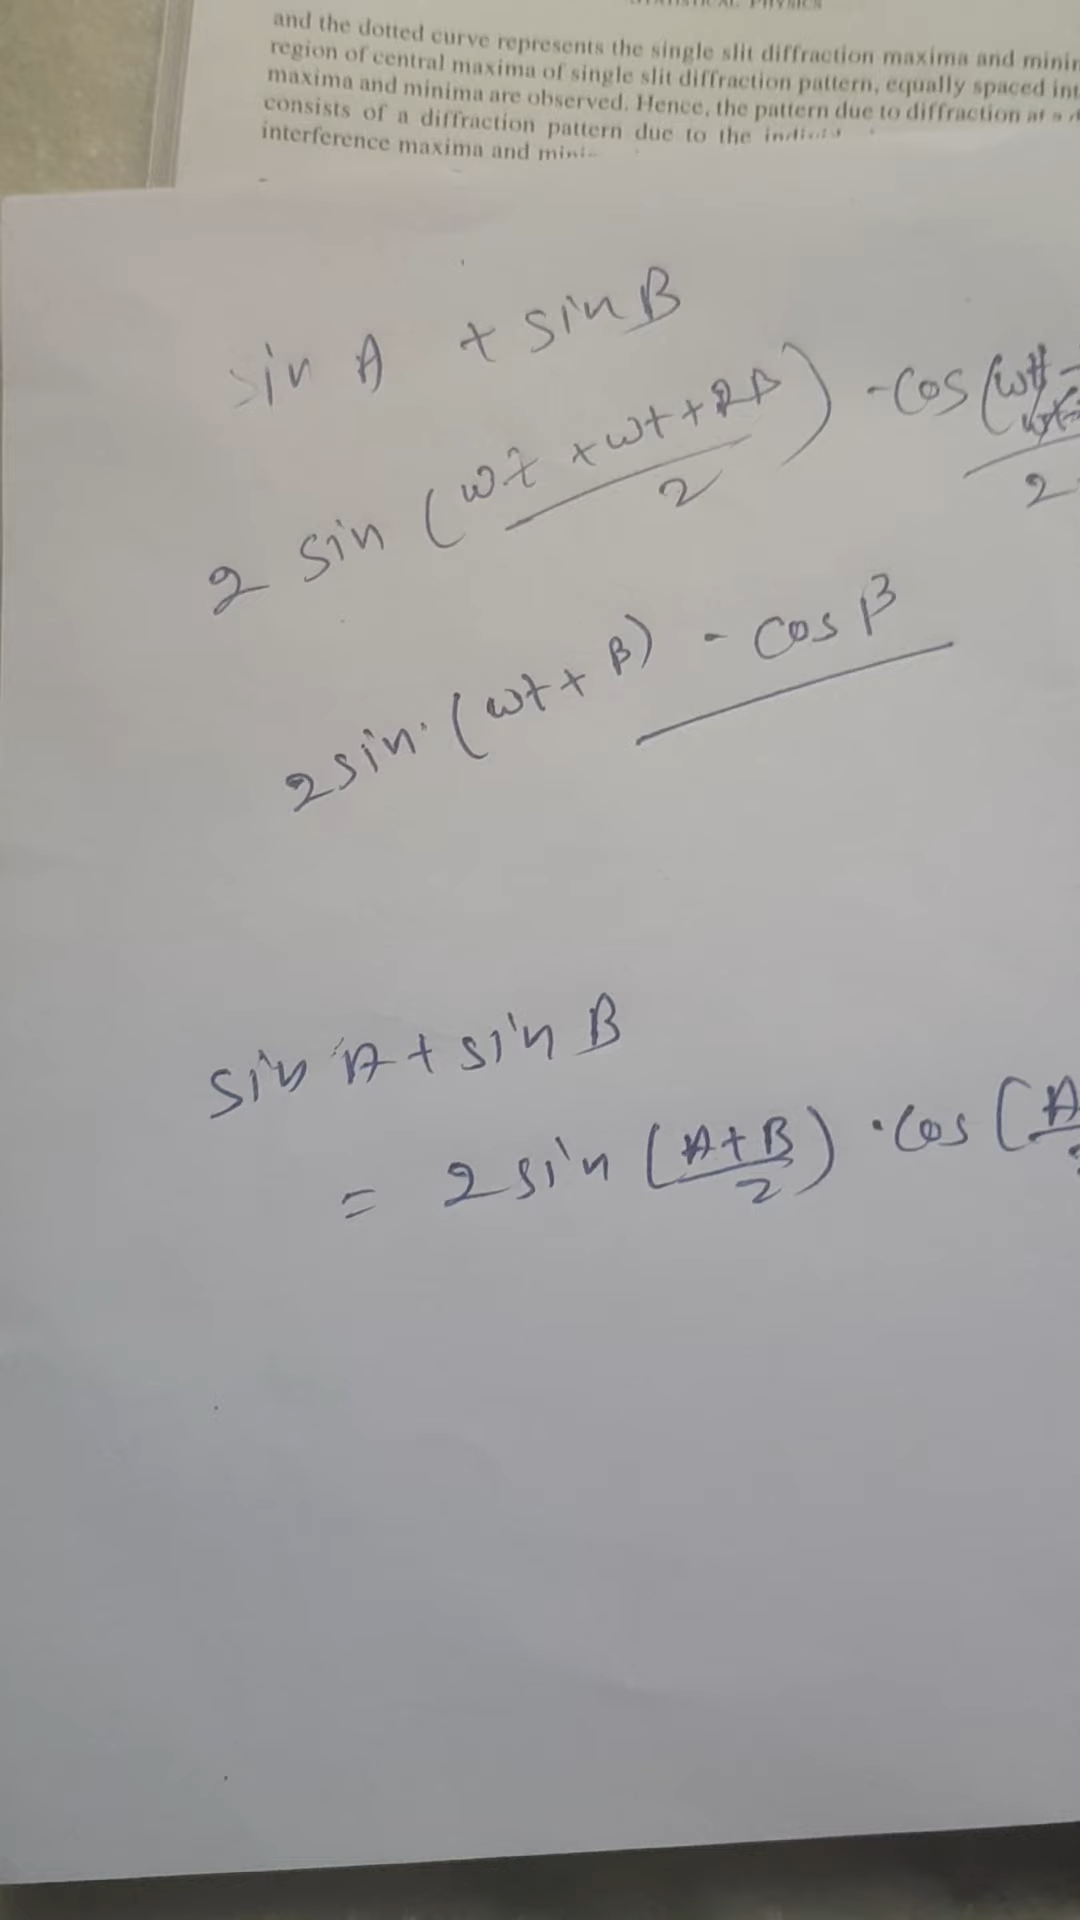 PHYSICS
and the dotted curve represents the single slit diffraction maxima and
region of central maxima of single slit diffraction pattern, equally spaced
maxima and minima are observed. Hence, the pattern due to diffraction at a
consists of a diffraction pattern due to the
interference maxima and
sin A + sin B
2 sin (ωt + ωt + 2β / 2) - cos (ωt
2
2 sin (ωt + β) - cos β
sin A + sin B
= 2 sin (A+B / 2) · cos (A